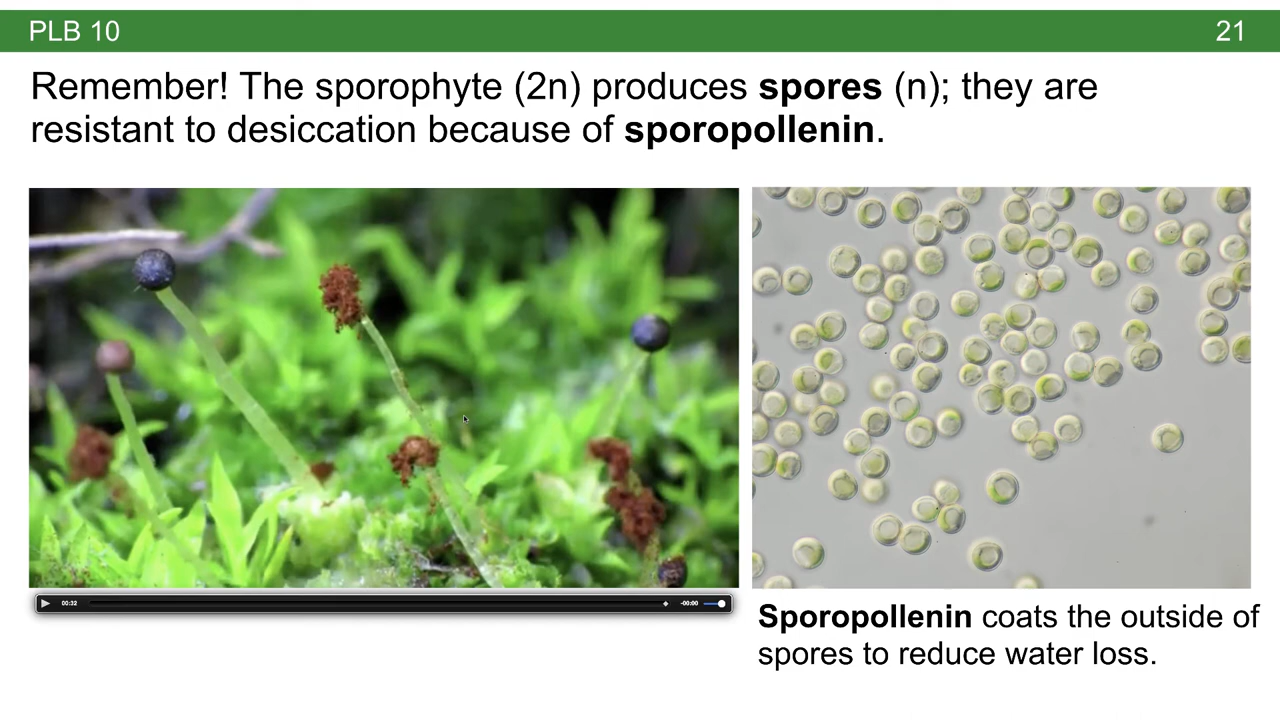 PLB 10
21
Remember! The sporophyte (2n) produces spores (n); they are
resistant to desiccation because of sporopollenin.
00:32
-00:00
Sporopollenin coats the outside of
spores to reduce water loss.